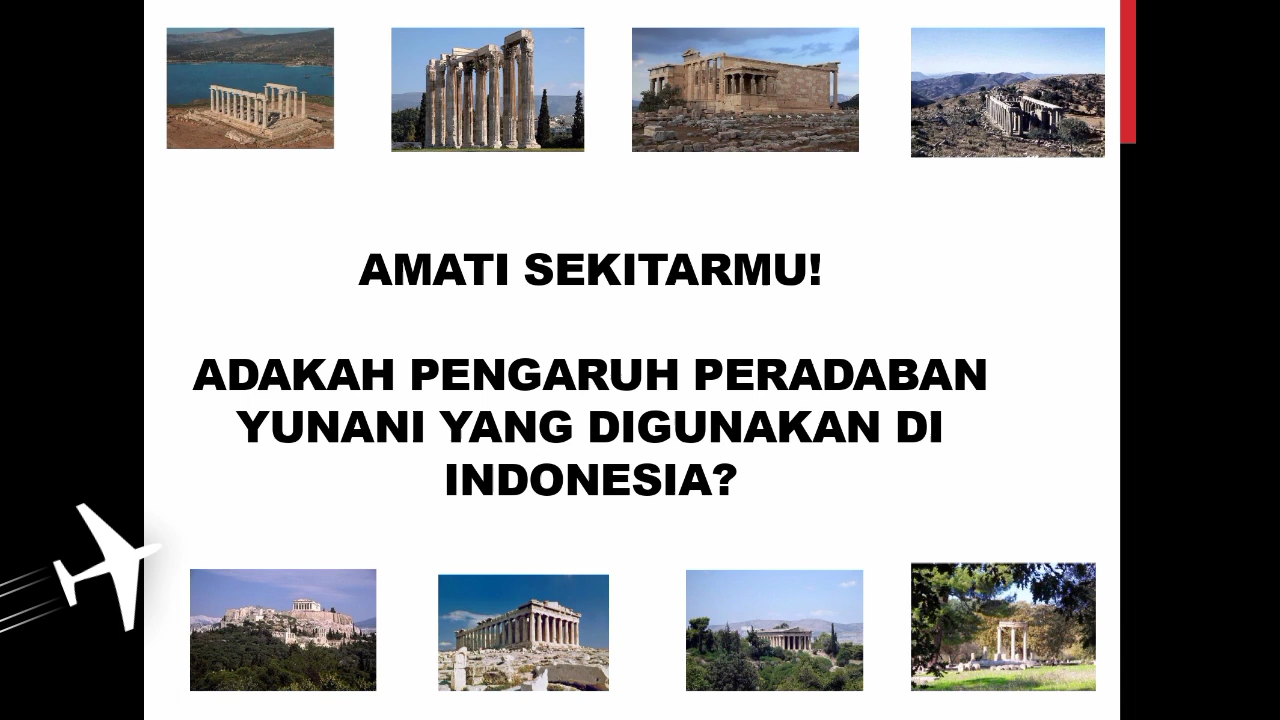 AMATI SEKITARMU!
ADAKAH PENGARUH PERADABAN
YUNANI YANG DIGUNAKAN DI
INDONESIA?